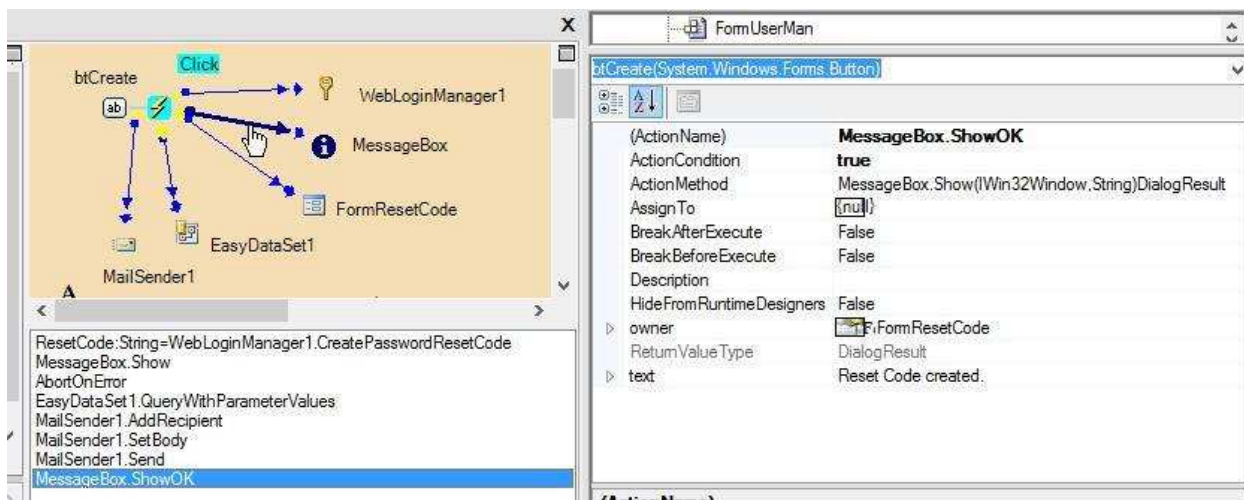 X
Click
btCreate
ab
WebLoginManager1
MessageBox
FormResetCode
EasyDataSet1
MailSender1
A
ResetCode:String=WebLoginManager1.CreatePasswordResetCode
MessageBox.Show
AbortOnError
EasyDataSet1.QueryWithParameterValues
MailSender1.AddRecipient
MailSender1.SetBody
MailSender1.Send
MessageBox.ShowOK
FormUserMan
btCreate(System.Windows.Forms.Button)
(ActionName) MessageBox.ShowOK
ActionCondition true
ActionMethod MessageBox.Show(IWin32Window,String)DialogResult
AssignTo {null}
BreakAfterExecute False
BreakBeforeExecute False
Description
HideFromRuntimeDesigners False
owner FormResetCode
ReturnValueType DialogResult
text Reset Code created.
(ActionName)